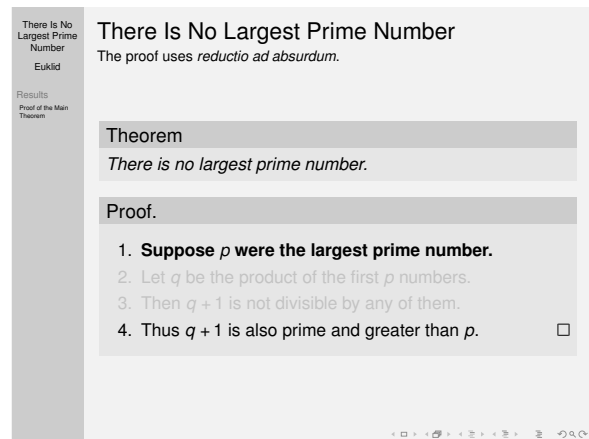 There Is No
Largest Prime
Number
Euklid
Results
Proof of the Main
Theorem
There Is No Largest Prime Number
The proof uses reductio ad absurdum.
Theorem
There is no largest prime number.
Proof.
1. Suppose p were the largest prime number.
2. Let q be the product of the first p numbers.
3. Then q + 1 is not divisible by any of them.
4. Thus q + 1 is also prime and greater than p. □